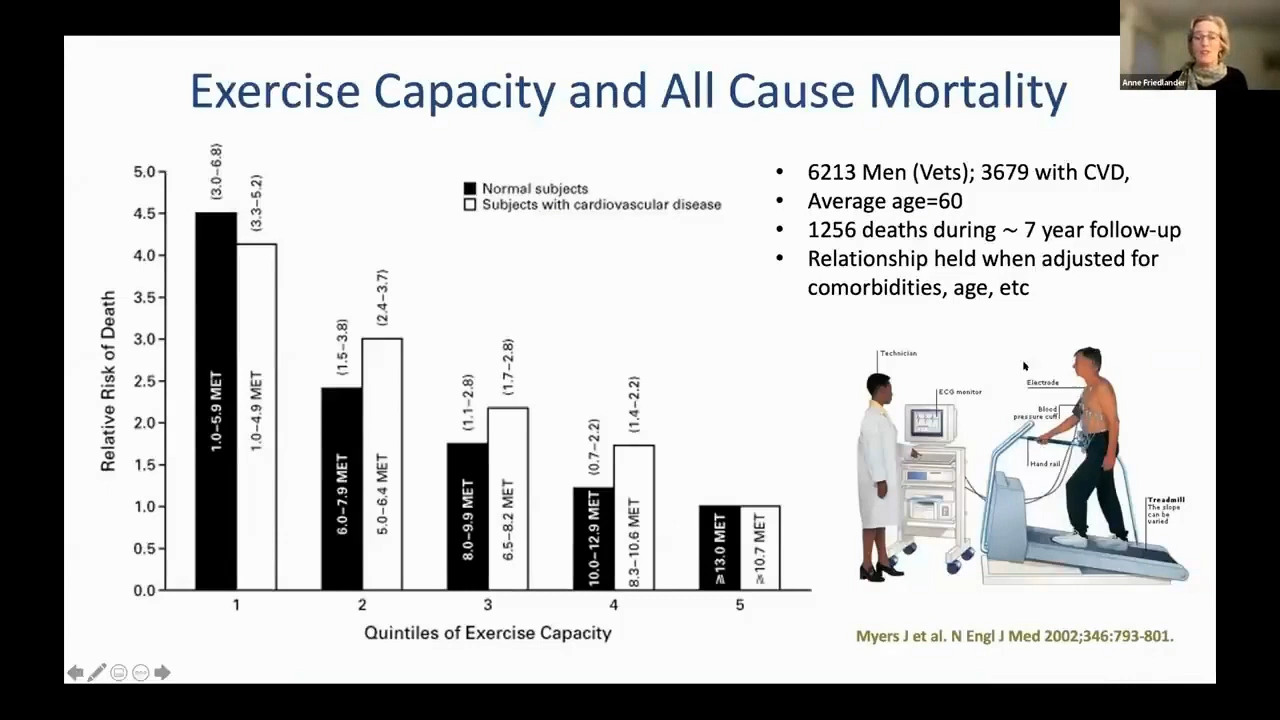 Anne Friedlander
Exercise Capacity and All Cause Mortality
• 6213 Men (Vets); 3679 with CVD,
• Average age=60
• 1256 deaths during ~ 7 year follow-up
• Relationship held when adjusted for
comorbidities, age, etc
Normal subjects
Subjects with cardiovascular disease
Relative Risk of Death
5.0
4.5
4.0
3.5
3.0
2.5
2.0
1.5
1.0
0.5
0.0
(3.0–6.8)
1.0–5.9 MET
(3.3–5.2)
1.0–4.9 MET
(1.5–3.8)
6.0–7.9 MET
(2.4–3.7)
5.0–6.4 MET
(1.1–2.8)
8.0–9.9 MET
(1.7–2.8)
6.5–8.2 MET
(0.7–2.2)
10.0–12.9 MET
(1.4–2.2)
8.3–10.6 MET
≥13.0 MET
≥10.7 MET
1
2
3
4
5
Quintiles of Exercise Capacity
Technician
ECG monitor
Electrode
Blood
pressure cuff
Hand rail
Treadmill
The slope
can be
varied
Myers J et al. N Engl J Med 2002;346:793-801.